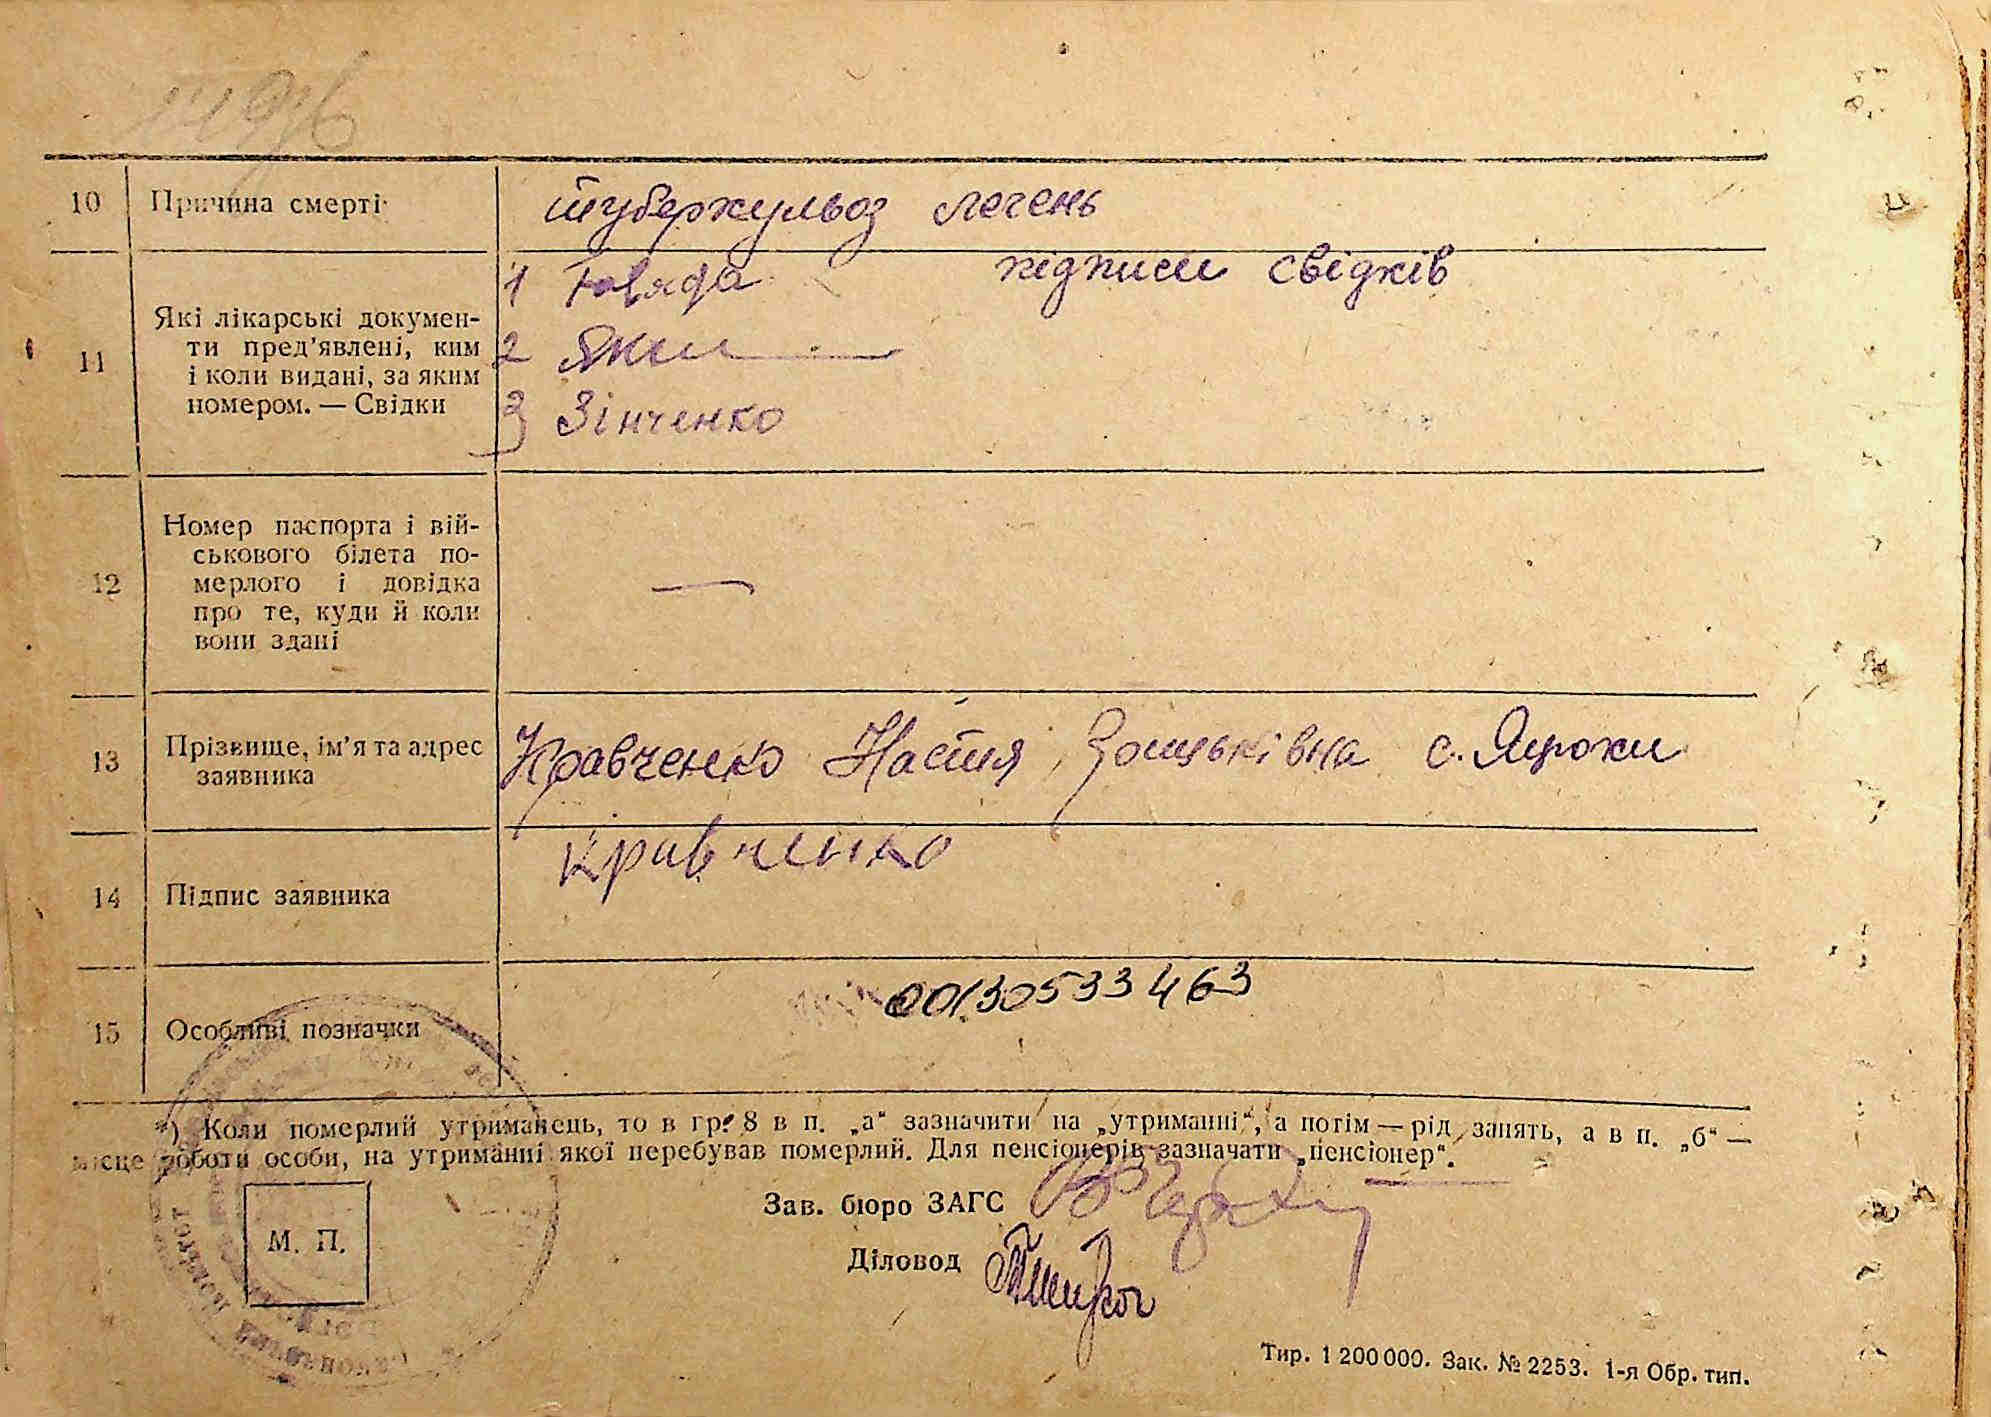 10 Причина смерті туберкульоз легень
11 Які лікарські докумен-
ти пред'явлені, ким
і коли видані, за яким
номером. — Свідки
1 підписи свідків
2
3 Зінченко
12 Номер паспорта і вій-
ськового білета по-
мерлого і довідка
про те, куди й коли
вони здані —
13 Прізвище, ім'я та адрес
заявника
Кравченко Настя с.
14 Підпис заявника Кравченко
15 Особливі позначки 00130533463
*) Коли померлий утриманець, то в гр. 8 в п. „а“ зазначити на „утриманні“, а потім — рід занять, а в п. „б“ —
місце роботи особи, на утриманні якої перебував померлий. Для пенсіонерів зазначати „пенсіонер“.
Зав. бюро ЗАГС
Діловод
М. П.
Тир. 1 200 000. Зак. № 2253. 1-я Обр. тип.